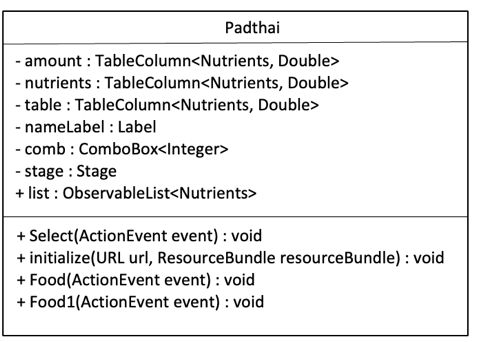 Padthai
- amount : TableColumn<Nutrients, Double>
- nutrients : TableColumn<Nutrients, Double>
- table : TableColumn<Nutrients, Double>
- nameLabel : Label
- comb : ComboBox<Integer>
- stage : Stage
+ list : ObservableList<Nutrients>
+ Select(ActionEvent event) : void
+ initialize(URL url, ResourceBundle resourceBundle) : void
+ Food(ActionEvent event) : void
+ Food1(ActionEvent event) : void